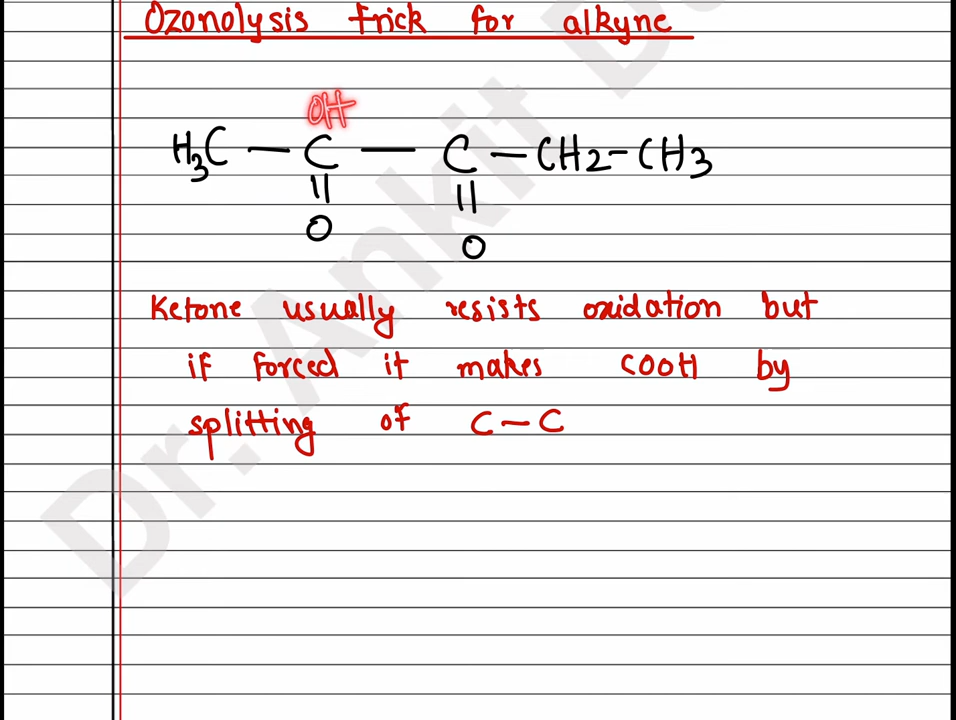 Ozonolysis Trick for alkyne
OH
H3C — C — C — CH2-CH3
|| ||
O O
Ketone usually resists oxidation but
if forced it makes COOH by
splitting of C-C
Dr. Ankit